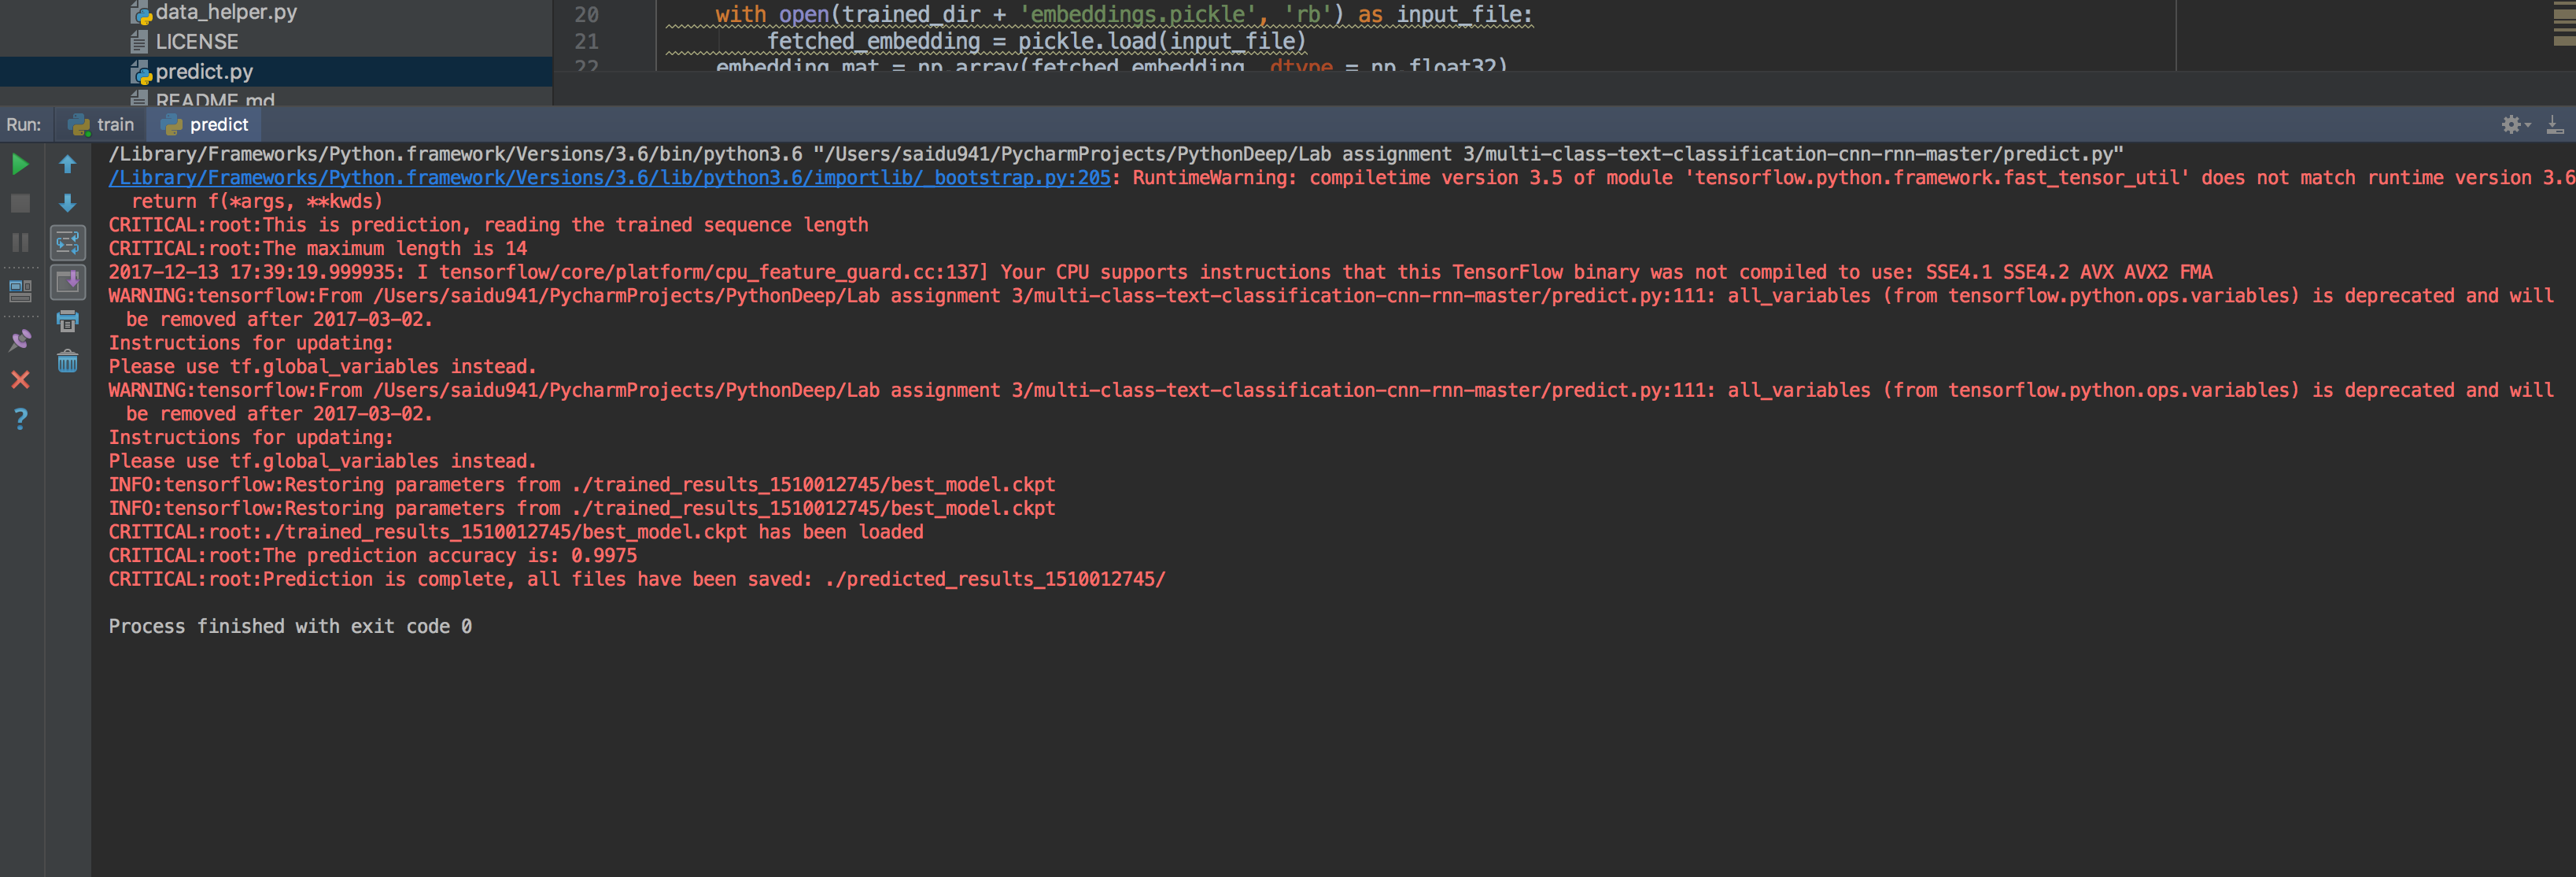 data_helper.py
LICENSE
predict.py
README.md
20 with open(trained_dir + 'embeddings.pickle', 'rb') as input_file:
21 fetched_embedding = pickle.load(input_file)
22 embedding_mat = np.array(fetched_embedding, dtype = np.float32)
Run: train predict
/Library/Frameworks/Python.framework/Versions/3.6/bin/python3.6 "/Users/saidu941/PycharmProjects/PythonDeep/Lab assignment 3/multi-class-text-classification-cnn-rnn-master/predict.py"
/Library/Frameworks/Python.framework/Versions/3.6/lib/python3.6/importlib/_bootstrap.py:205: RuntimeWarning: compiletime version 3.5 of module 'tensorflow.python.framework.fast_tensor_util' does not match runtime version 3.6
return f(*args, **kwds)
CRITICAL:root:This is prediction, reading the trained sequence length
CRITICAL:root:The maximum length is 14
2017-12-13 17:39:19.999935: I tensorflow/core/platform/cpu_feature_guard.cc:137] Your CPU supports instructions that this TensorFlow binary was not compiled to use: SSE4.1 SSE4.2 AVX AVX2 FMA
WARNING:tensorflow:From /Users/saidu941/PycharmProjects/PythonDeep/Lab assignment 3/multi-class-text-classification-cnn-rnn-master/predict.py:111: all_variables (from tensorflow.python.ops.variables) is deprecated and will
be removed after 2017-03-02.
Instructions for updating:
Please use tf.global_variables instead.
WARNING:tensorflow:From /Users/saidu941/PycharmProjects/PythonDeep/Lab assignment 3/multi-class-text-classification-cnn-rnn-master/predict.py:111: all_variables (from tensorflow.python.ops.variables) is deprecated and will
be removed after 2017-03-02.
Instructions for updating:
Please use tf.global_variables instead.
INFO:tensorflow:Restoring parameters from ./trained_results_1510012745/best_model.ckpt
INFO:tensorflow:Restoring parameters from ./trained_results_1510012745/best_model.ckpt
CRITICAL:root:./trained_results_1510012745/best_model.ckpt has been loaded
CRITICAL:root:The prediction accuracy is: 0.9975
CRITICAL:root:Prediction is complete, all files have been saved: ./predicted_results_1510012745/
Process finished with exit code 0